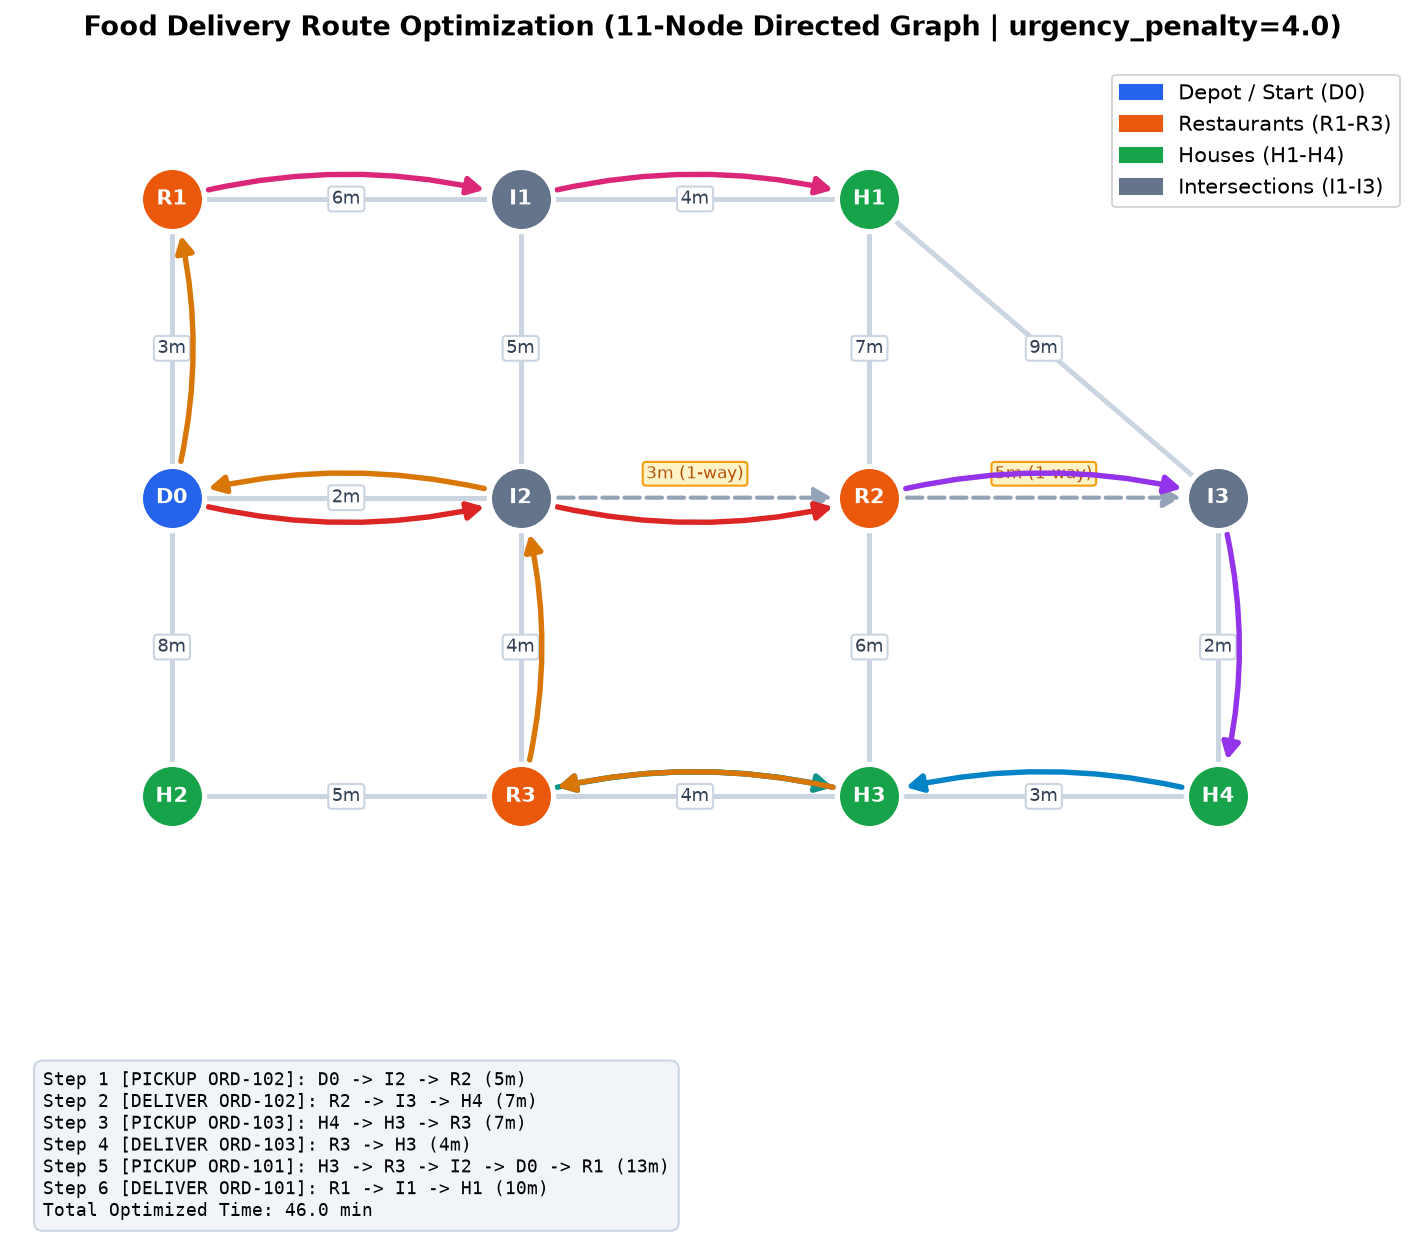 Food Delivery Route Optimization (11-Node Directed Graph | urgency_penalty=4.0)
Depot / Start (D0)
Restaurants (R1-R3)
Houses (H1-H4)
Intersections (I1-I3)
R1
6m
I1
4m
H1
3m
5m
7m
9m
D0
2m
I2
3m (1-way)
R2
5m (1-way)
I3
8m
4m
6m
2m
H2
5m
R3
4m
H3
3m
H4
Step 1 [PICKUP ORD-102]: D0 -> I2 -> R2 (5m)
Step 2 [DELIVER ORD-102]: R2 -> I3 -> H4 (7m)
Step 3 [PICKUP ORD-103]: H4 -> H3 -> R3 (7m)
Step 4 [DELIVER ORD-103]: R3 -> H3 (4m)
Step 5 [PICKUP ORD-101]: H3 -> R3 -> I2 -> D0 -> R1 (13m)
Step 6 [DELIVER ORD-101]: R1 -> I1 -> H1 (10m)
Total Optimized Time: 46.0 min